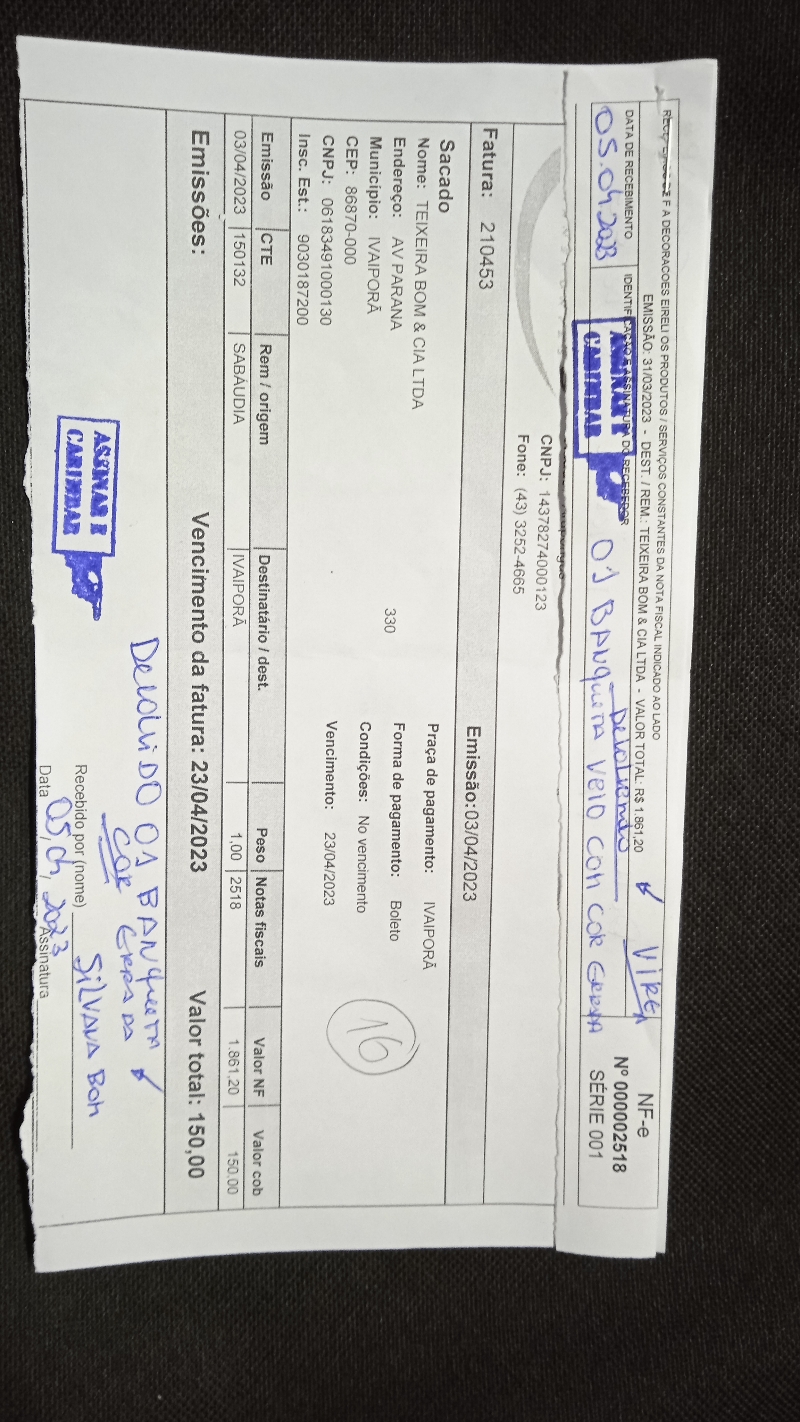 F A DECORACOES EIRELI OS PRODUTOS / SERVIÇOS CONSTANTES DA NOTA FISCAL INDICADO AO LADO
EMISSÃO: 31/03/2023 - DEST. / REM.: TEIXEIRA BOM & CIA LTDA - VALOR TOTAL: R$ 1.861,20
DATA DE RECEBIMENTO
IDENTIFICAÇÃO E ASSINATURA DO RECEBEDOR
05.04.2023
ASSINAR E
CARIMBAR
DEVOLVENDO
01 BANQUETA VEIO COM COR ERRADA
NF-e
Nº 000002518
SÉRIE 001
CNPJ: 14378274000123
Fone: (43) 3252-4665
Fatura: 210453
Emissão:03/04/2023
Sacado
Nome: TEIXEIRA BOM & CIA LTDA
Endereço: AV PARANA 330
Município: IVAIPORÃ
CEP: 86870-000
CNPJ: 06183491000130
Insc. Est.: 9030187200
Praça de pagamento: IVAIPORÃ
Forma de pagamento: Boleto
Condições: No vencimento
Vencimento: 23/04/2023
16
Emissão CTE Rem / origem Destinatário / dest. Peso Notas fiscais Valor NF Valor cob
03/04/2023 150132 SABÁUDIA IVAIPORÃ 1,00 2518 1.861,20 150,00
Emissões: Vencimento da fatura: 23/04/2023 Valor total: 150,00
DEVOLVIDO 01 BANQUETA
COR ERRADA
ASSINAR E
CARIMBAR
Recebido por (nome) SILVANA BOM
Data 05/04/2023 Assinatura